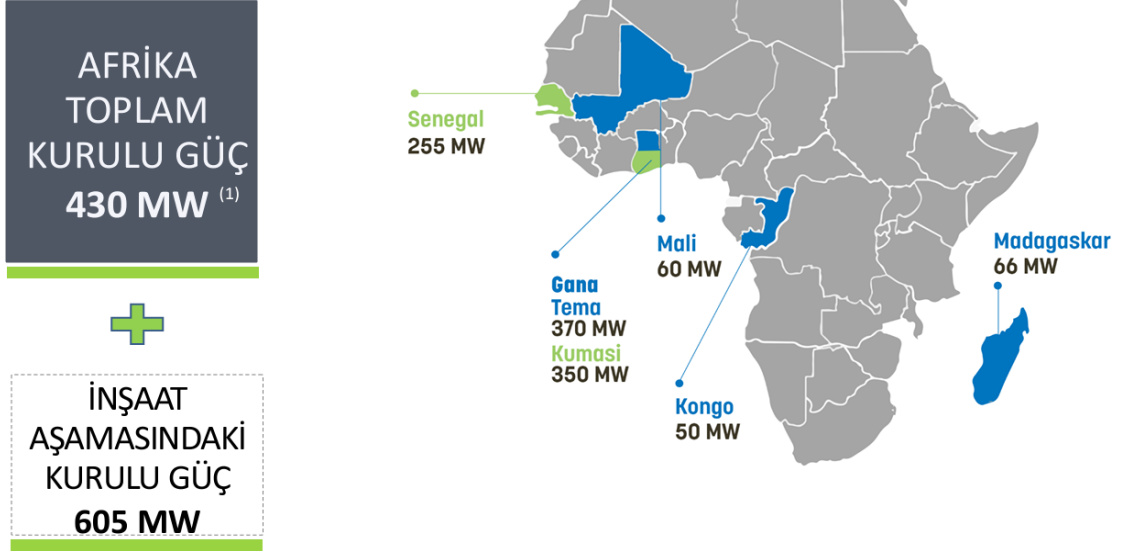 AFRİKA
TOPLAM
KURULU GÜÇ
430 MW (1)
İNŞAAT
AŞAMASINDAKİ
KURULU GÜÇ
605 MW
Senegal
255 MW
Mali
60 MW
Gana
Tema
370 MW
Kumasi
350 MW
Kongo
50 MW
Madagaskar
66 MW